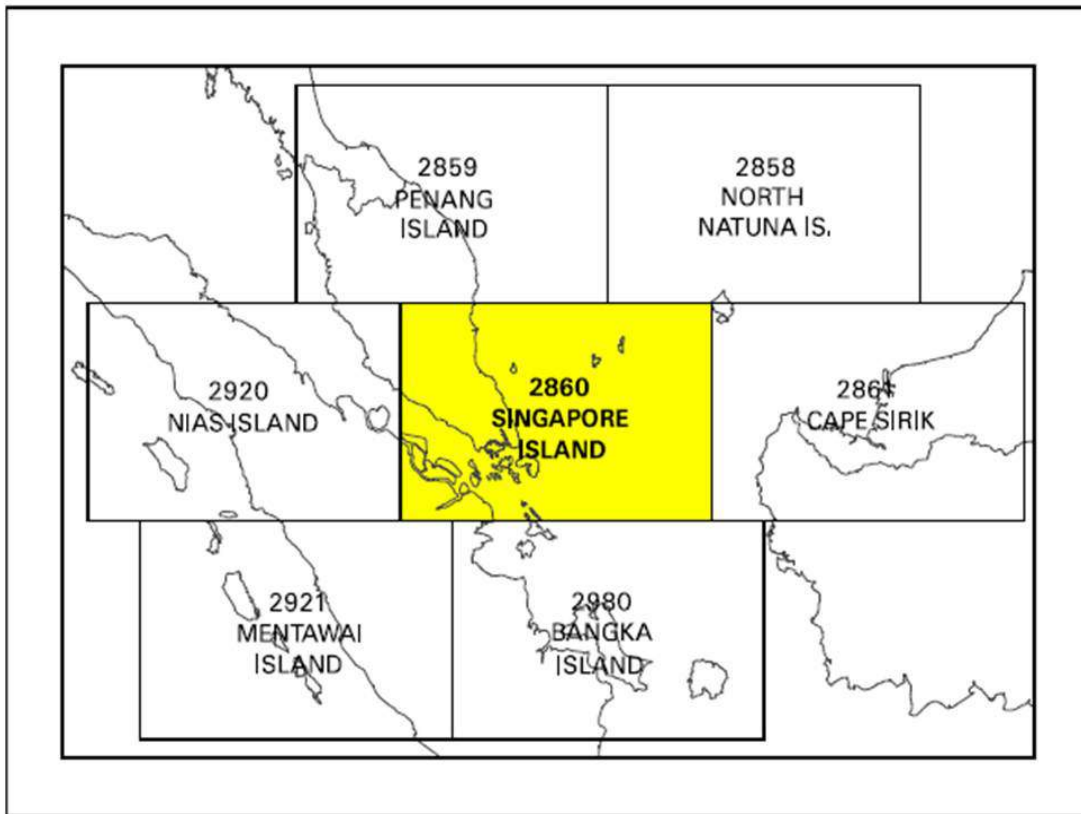 2859
PENANG
ISLAND
2858
NORTH
NATUNA IS.
2920
NIAS ISLAND
2860
SINGAPORE
ISLAND
2861
CAPE SIRIK
2921
MENTAWAI
ISLAND
2980
BANGKA
ISLAND